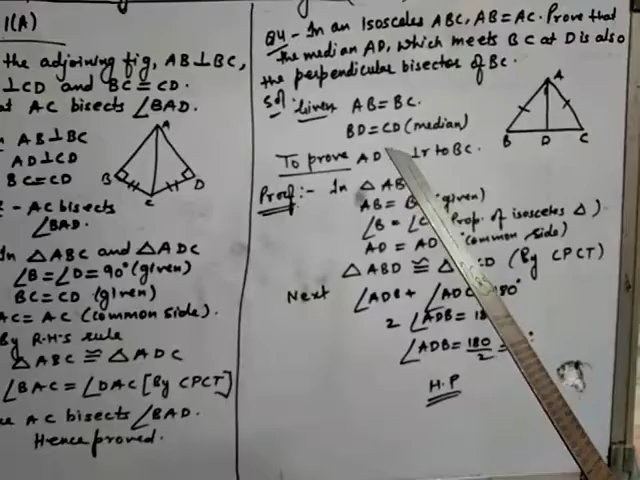 1(A)
the adjoining fig, AB⊥BC,
⊥CD and BC=CD.
at AC bisects ∠BAD.
A
B
D
C
AB⊥BC
AD⊥CD
BC=CD
- AC bisects
∠BAD.
In △ABC and △ADC
∠B=∠D=90° (given)
BC=CD (given)
AC=AC (common side).
By R.H.S rule
△ABC ≅ △ADC
∠BAC=∠DAC [By CPCT]
AC bisects ∠BAD.
Hence proved.
Q4 - In an Isosceles ABC, AB=AC. Prove that
the median AD, which meets BC at D is also
the perpendicular bisector of BC.
Sol Given AB=BC.
BD=CD (median)
To prove AD ⊥r to BC.
A
B D C
Proof:- In △AB
AB= (given)
∠B = ∠C Prop. of isosceles △)
AD = AD common side)
△ABD ≅ △ CD (By CPCT)
Next ∠ADB + ∠ADC 180°
2 ∠ADB = 18
∠ADB = 180/2 =
H.P